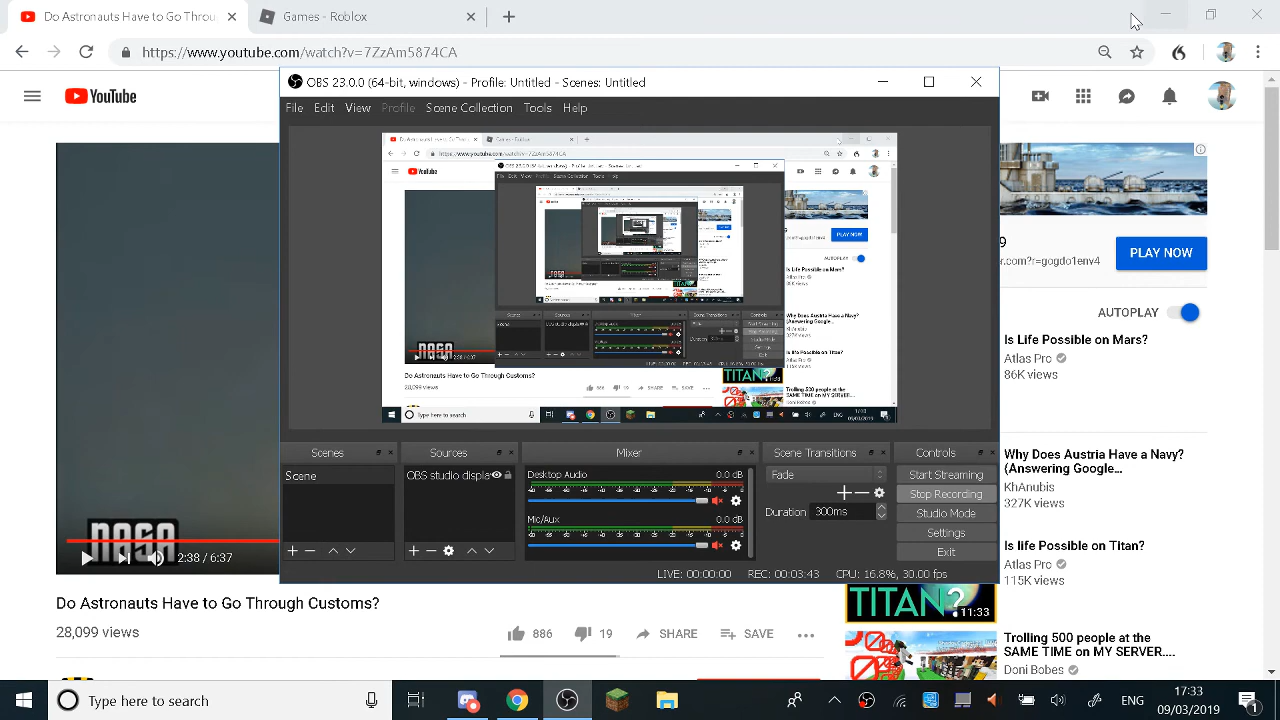 Do Astronauts Have to Go Throu
Games - Roblox
https://www.youtube.com/watch?v=7ZzAm5874CA
YouTube
OBS 23.0.0 (64-bit, windows) - Profile: Untitled - Scenes: Untitled
File Edit View Profile Scene Collection Tools Help
9
er.com?r=gogdo1env4
PLAY NOW
AUTOPLAY
Is Life Possible on Mars?
Atlas Pro
86K views
Why Does Austria Have a Navy?
(Answering Google...
KhAnubis
327K views
Is life Possible on Titan?
Atlas Pro
115K views
Trolling 500 people at the
SAME TIME on MY SERVER....
Doni Bobes
Scenes
Scene
Sources
OBS studio displa
Mixer
Desktop Audio 0.0 dB
Mic/Aux 0.0 dB
Scene Transitions
Fade
Duration 300ms
Controls
Start Streaming
Stop Recording
Studio Mode
Settings
Exit
LIVE: 00:00:00 REC: 00:03:43 CPU: 16.8%, 30.00 fps
2:38 / 6:37
Do Astronauts Have to Go Through Customs?
28,099 views
886 19 SHARE SAVE
TITAN?
11:33
Type here to search
ENG
17:33
09/03/2019
1